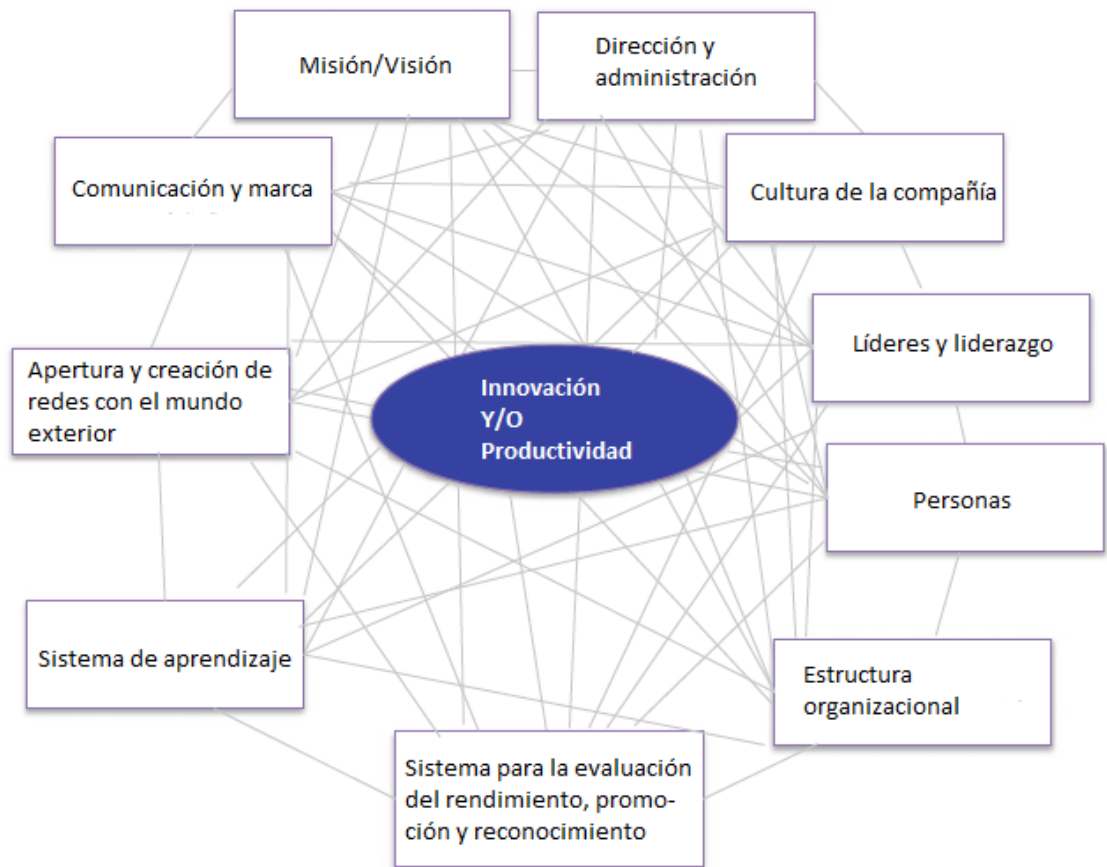 Misión/Visión
Dirección y
administración
Comunicación y marca
Cultura de la compañía
Líderes y liderazgo
Apertura y creación de
redes con el mundo
exterior
Innovación
Y/O
Productividad
Personas
Sistema de aprendizaje
Estructura
organizacional
Sistema para la evaluación
del rendimiento, promo-
ción y reconocimiento